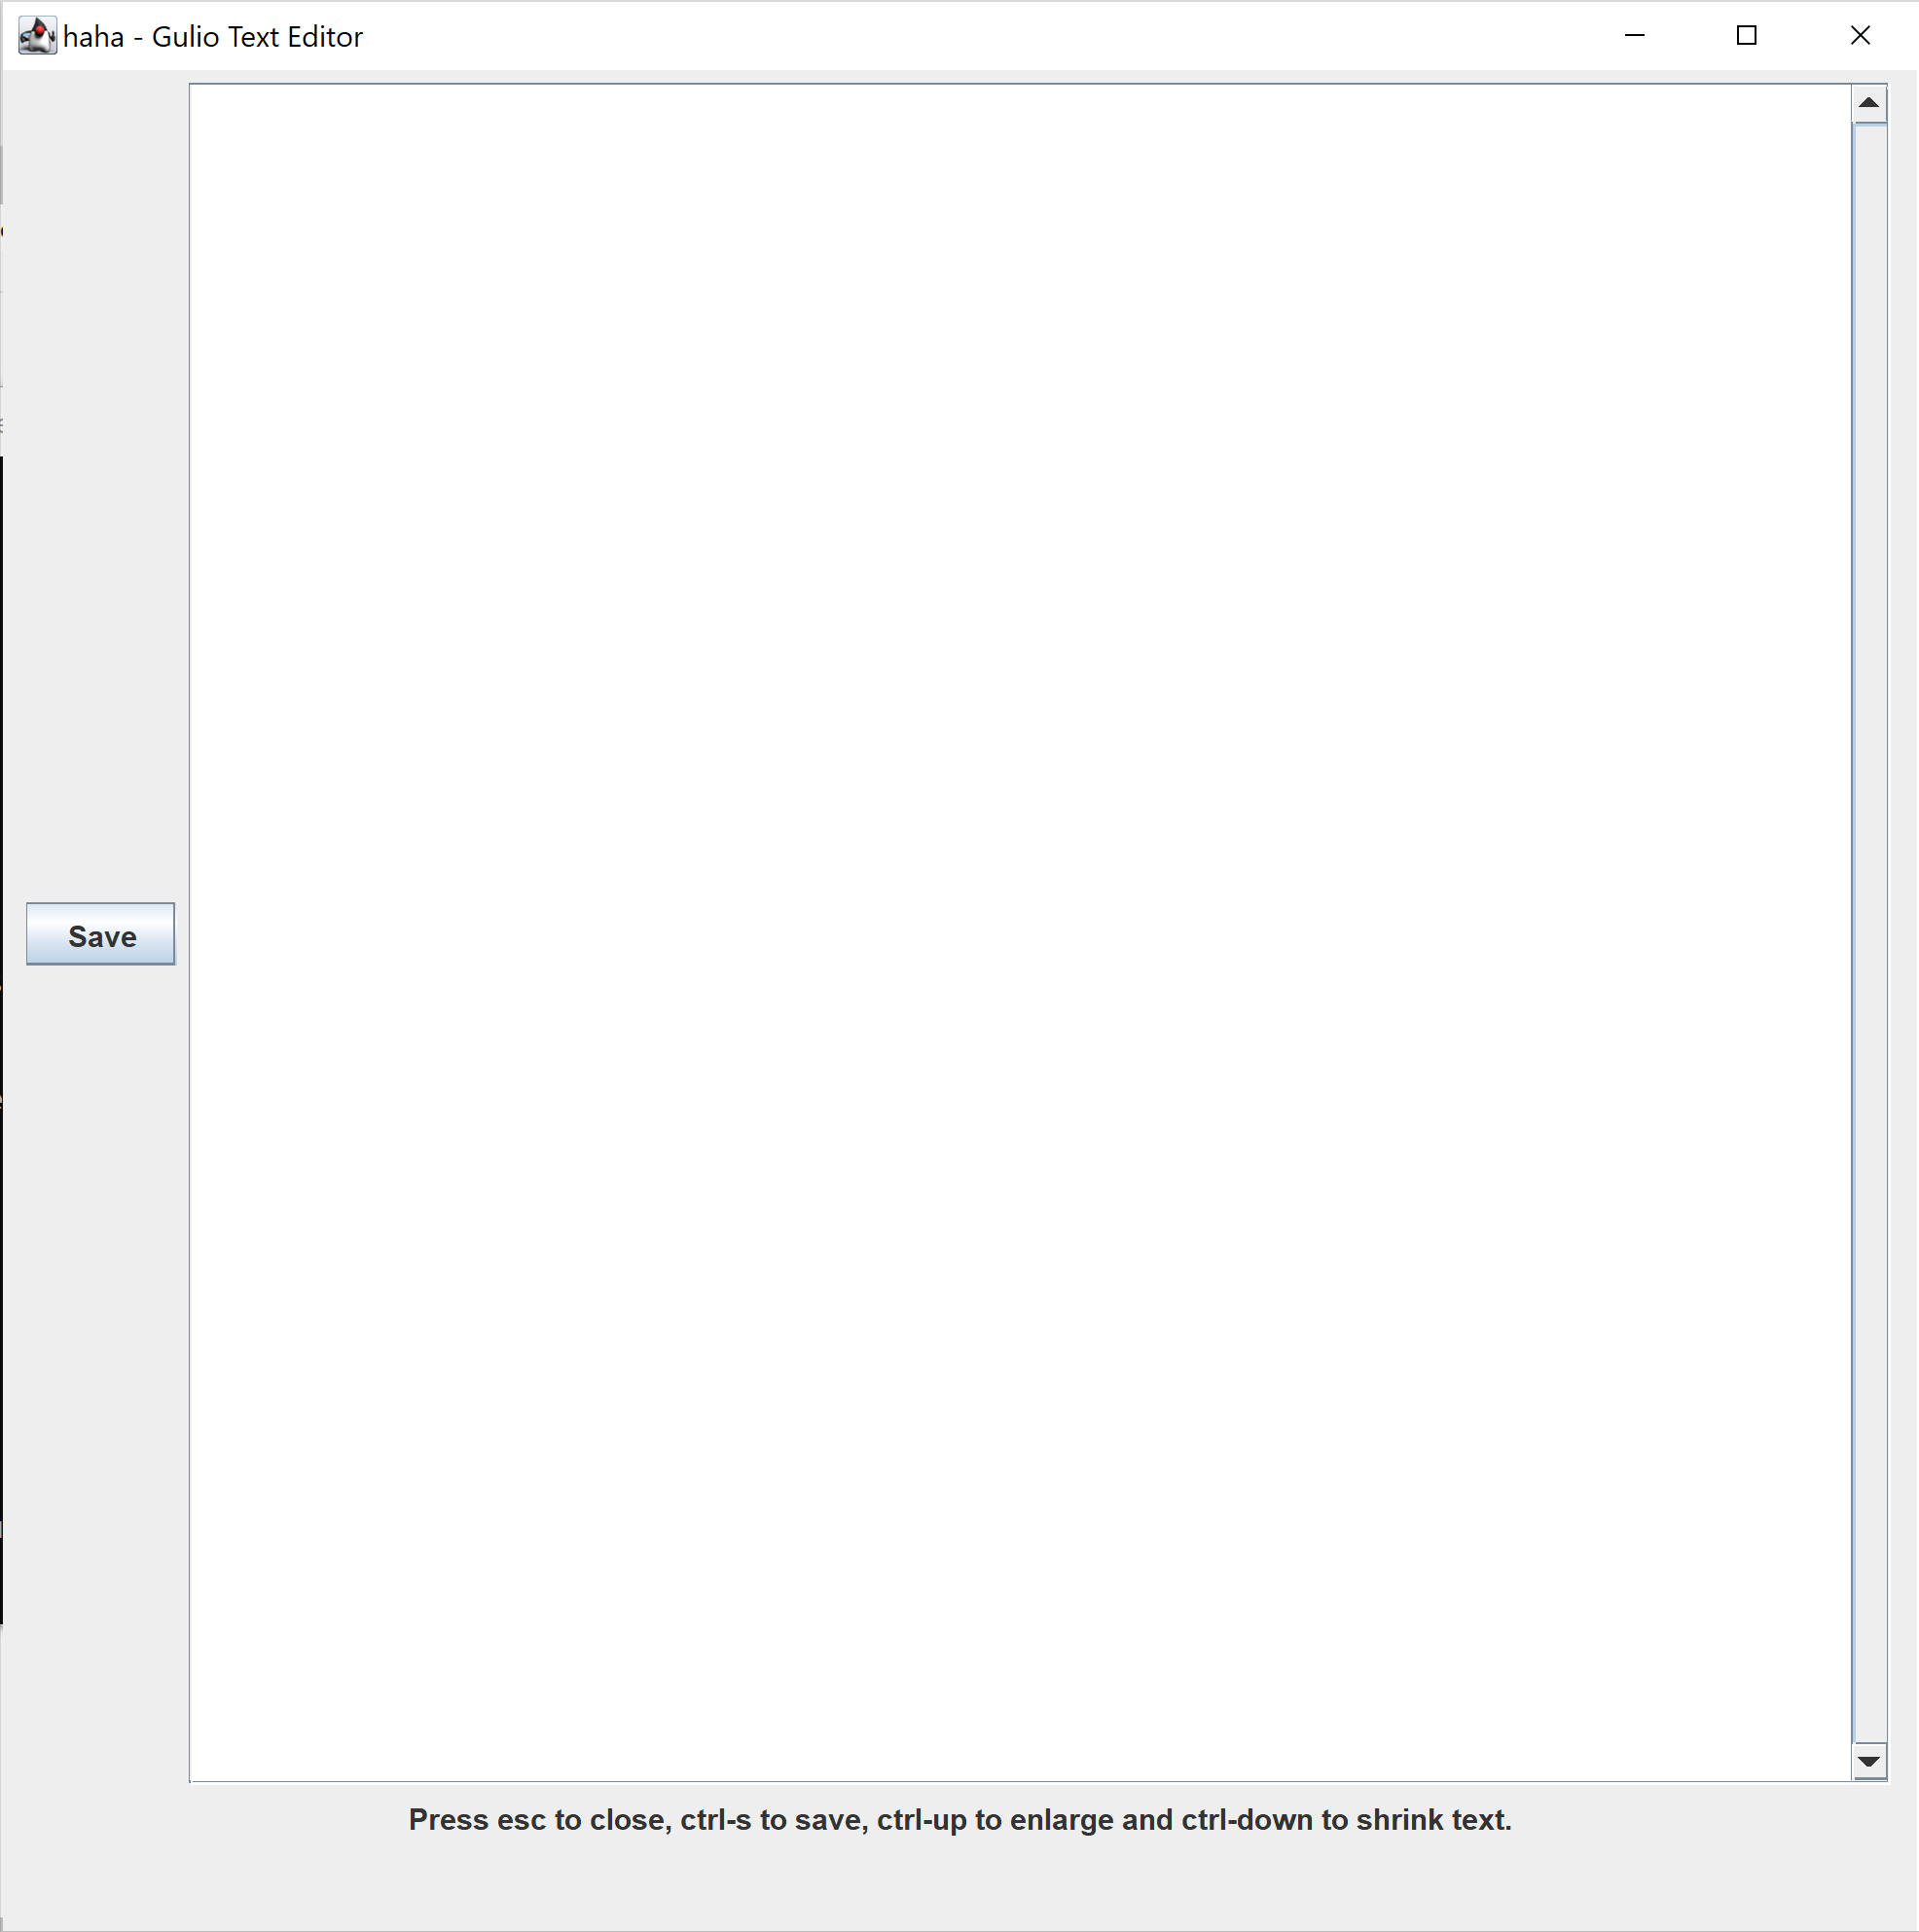 haha - Gulio Text Editor
Save
Press esc to close, ctrl-s to save, ctrl-up to enlarge and ctrl-down to shrink text.